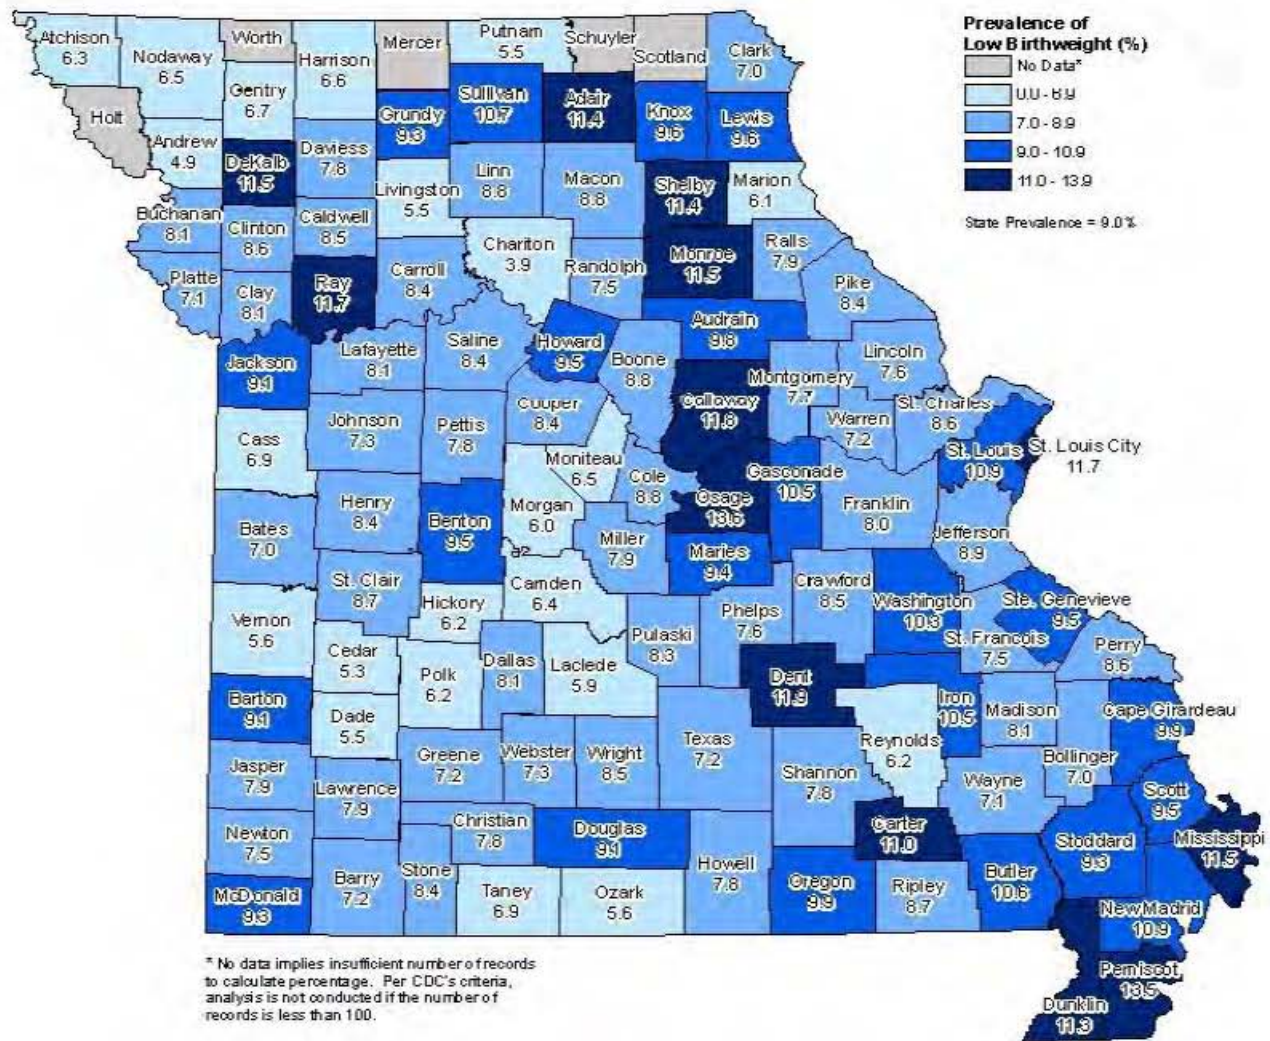 Prevalence of
Low Birthweight (%)
No Data*
0.0 - 6.9
7.0 - 8.9
9.0 - 10.9
11.0 - 13.9
State Prevalence = 9.0%
Atchison
6.3
Nodaway
6.5
Worth
Harrison
6.6
Mercer
Putnam
5.5
Schuyler
Scotland
Clark
7.0
Holt
Gentry
6.7
Andrew
4.9
DeKalb
11.5
Daviess
7.8
Grundy
9.3
Sullivan
10.7
Adair
11.4
Knox
9.6
Lewis
9.6
Livingston
5.5
Linn
8.8
Macon
8.8
Shelby
11.4
Marion
6.1
Buchanan
8.1
Clinton
8.6
Caldwell
8.5
Chariton
3.9
Randolph
7.5
Monroe
11.5
Ralls
7.9
Platte
7.1
Clay
8.1
Ray
11.7
Carroll
8.4
Pike
8.4
Audrain
9.8
Jackson
9.1
Lafayette
8.1
Saline
8.4
Howard
9.5
Boone
8.8
Callaway
Montgomery
7.7
Lincoln
7.6
Warren
7.2
St. Charles
8.6
St. Louis
10.9
St. Louis City
11.7
Cass
6.9
Johnson
7.3
Pettis
7.8
Cooper
8.4
Moniteau
6.5
Cole
8.8
Osage
13.6
Gasconade
10.5
Franklin
8.0
Jefferson
8.9
Bates
7.0
Henry
8.4
Benton
9.5
Morgan
6.0
Miller
7.9
Maries
9.4
St. Clair
8.7
Hickory
6.2
Camden
6.4
Crawford
8.5
Washington
10.3
Ste. Genevieve
9.5
St. Francois
7.5
Perry
8.6
Vernon
5.6
Cedar
5.3
Polk
6.2
Dallas
8.1
Laclede
5.9
Pulaski
8.3
Phelps
7.6
Dent
11.9
Iron
10.5
Madison
8.1
Cape Girardeau
9.9
Barton
9.1
Dade
5.5
Greene
7.2
Webster
7.3
Wright
8.5
Texas
7.2
Reynolds
6.2
Bollinger
7.0
Jasper
7.9
Lawrence
7.9
Shannon
7.8
Wayne
7.1
Scott
9.5
Newton
7.5
Christian
7.8
Douglas
9.1
Carter
11.0
Stoddard
9.3
Mississippi
11.5
McDonald
9.3
Barry
7.2
Stone
8.4
Taney
6.9
Ozark
5.6
Howell
7.8
Oregon
9.9
Ripley
8.7
Butler
10.6
New Madrid
10.9
Pemiscot
13.5
Dunklin
11.3
* No data implies insufficient number of records
to calculate percentage. Per CDC's criteria,
analysis is not conducted if the number of
records is less than 100.